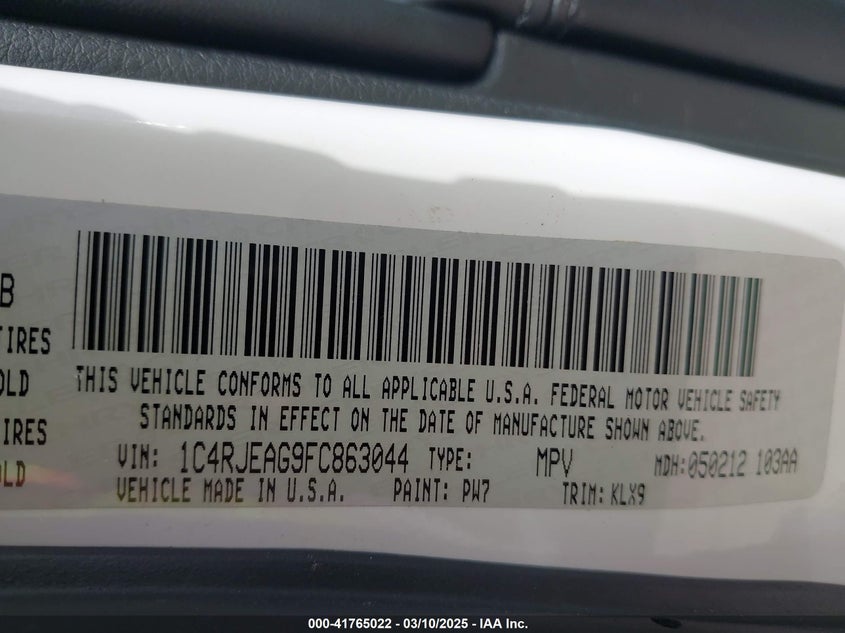 B
TIRES
OLD
IRES
OLD
THIS VEHICLE CONFORMS TO ALL APPLICABLE U.S.A. FEDERAL MOTOR VEHICLE SAFETY
STANDARDS IN EFFECT ON THE DATE OF MANUFACTURE SHOWN ABOVE.
VIN: 1C4RJEAG9FC863044 TYPE: MPV MDH:050212 103AA
VEHICLE MADE IN U.S.A. PAINT: PW7 TRIM: KLX9
000-41765022 — 03/10/2025 — IAA Inc.